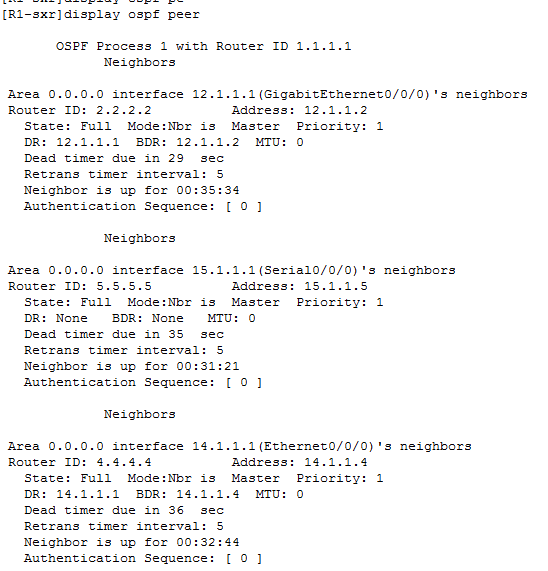 [R1-sxr]display ospf pe
[R1-sxr]display ospf peer
OSPF Process 1 with Router ID 1.1.1.1
Neighbors
Area 0.0.0.0 interface 12.1.1.1(GigabitEthernet0/0/0)'s neighbors
Router ID: 2.2.2.2 Address: 12.1.1.2
State: Full Mode:Nbr is Master Priority: 1
DR: 12.1.1.1 BDR: 12.1.1.2 MTU: 0
Dead timer due in 29 sec
Retrans timer interval: 5
Neighbor is up for 00:35:34
Authentication Sequence: [ 0 ]
Neighbors
Area 0.0.0.0 interface 15.1.1.1(Serial0/0/0)'s neighbors
Router ID: 5.5.5.5 Address: 15.1.1.5
State: Full Mode:Nbr is Master Priority: 1
DR: None BDR: None MTU: 0
Dead timer due in 35 sec
Retrans timer interval: 5
Neighbor is up for 00:31:21
Authentication Sequence: [ 0 ]
Neighbors
Area 0.0.0.0 interface 14.1.1.1(Ethernet0/0/0)'s neighbors
Router ID: 4.4.4.4 Address: 14.1.1.4
State: Full Mode:Nbr is Master Priority: 1
DR: 14.1.1.1 BDR: 14.1.1.4 MTU: 0
Dead timer due in 36 sec
Retrans timer interval: 5
Neighbor is up for 00:32:44
Authentication Sequence: [ 0 ]